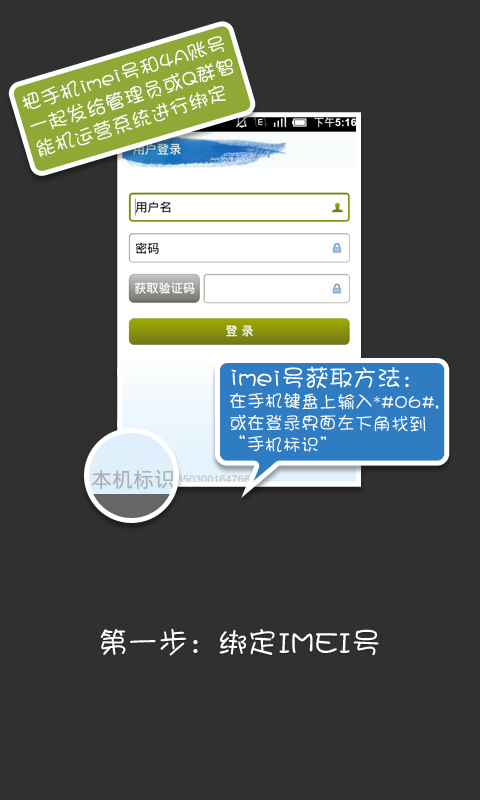 把手机imei号和4A账号
一起发给管理员或Q群智
能机运营系统进行绑定
下午5:16
用户登录
用户名
密码
获取验证码
登 录
imei号获取方法：
在手机键盘上输入*#06#,
或在登录界面左下角找到
“手机标识”
本机标识
第一步：绑定IMEI号